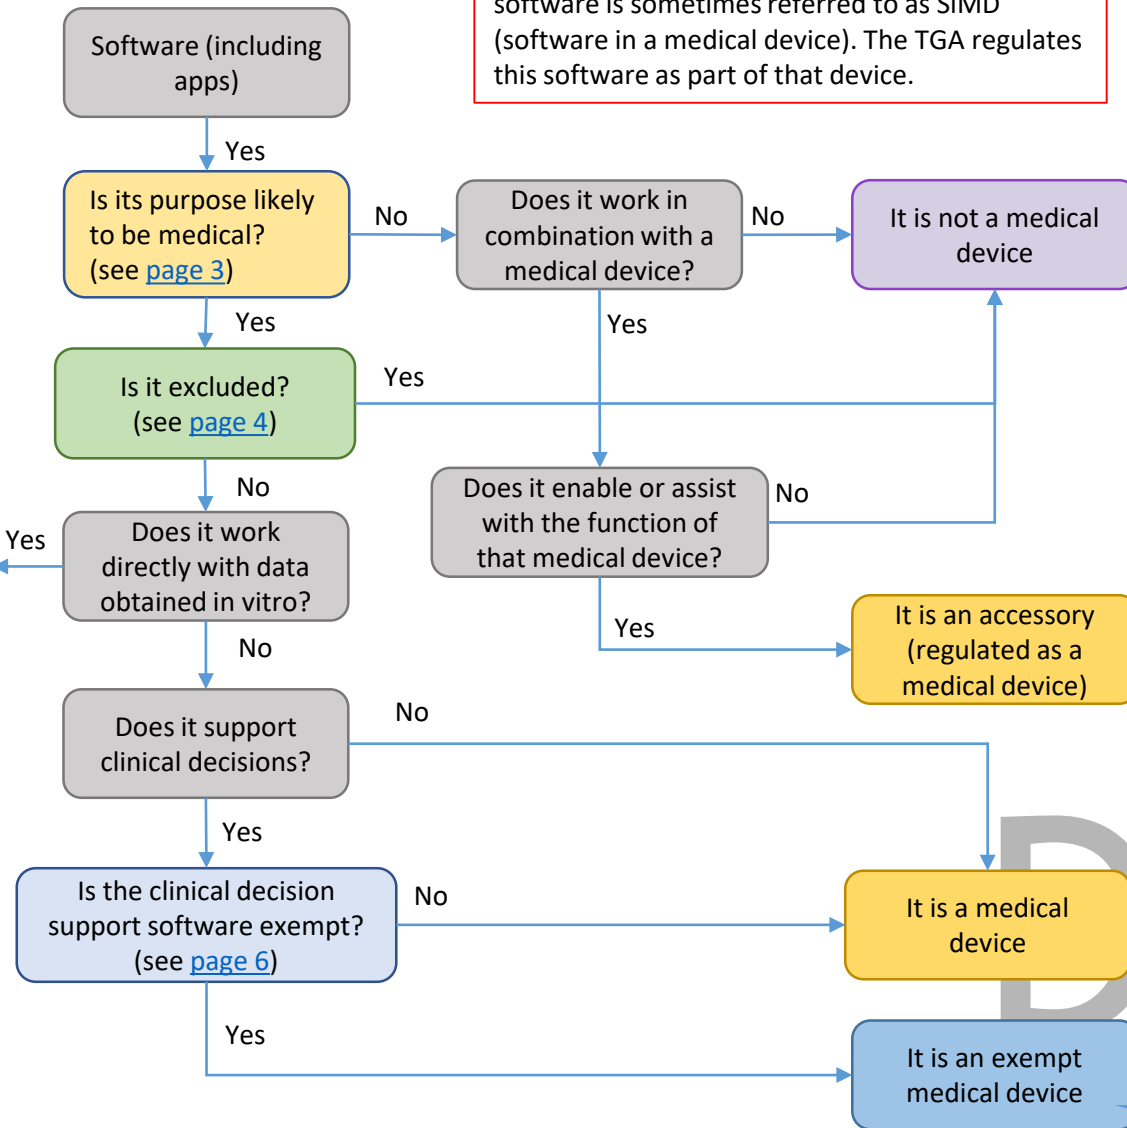 software is sometimes referred to as SIMD
(software in a medical device). The TGA regulates
this software as part of that device.
Software (including
apps)
Yes
Is its purpose likely
to be medical?
(see page 3)
No
Does it work in
combination with a
medical device?
No
It is not a medical
device
Yes
Yes
Is it excluded?
(see page 4)
Yes
No
Does it enable or assist
with the function of
that medical device?
No
Yes
Does it work
directly with data
obtained in vitro?
No
Yes
It is an accessory
(regulated as a
medical device)
Does it support
clinical decisions?
No
Yes
Is the clinical decision
support software exempt?
(see page 6)
No
It is a medical
device
Yes
It is an exempt
medical device
D